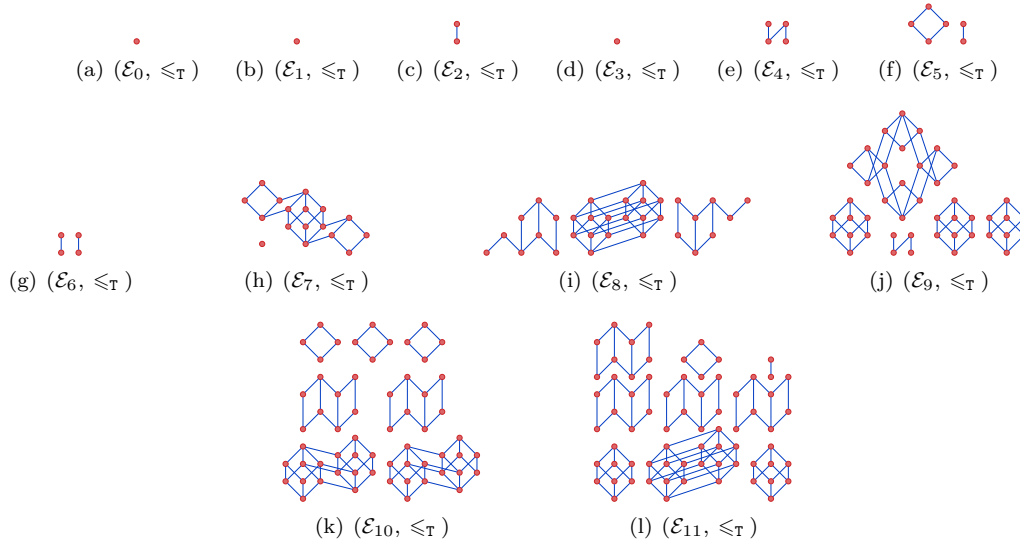 (a) (ℰ₀, ⩽ₜ) (b) (ℰ₁, ⩽ₜ) (c) (ℰ₂, ⩽ₜ) (d) (ℰ₃, ⩽ₜ) (e) (ℰ₄, ⩽ₜ) (f) (ℰ₅, ⩽ₜ)
(g) (ℰ₆, ⩽ₜ) (h) (ℰ₇, ⩽ₜ) (i) (ℰ₈, ⩽ₜ) (j) (ℰ₉, ⩽ₜ)
(k) (ℰ₁₀, ⩽ₜ) (l) (ℰ₁₁, ⩽ₜ)